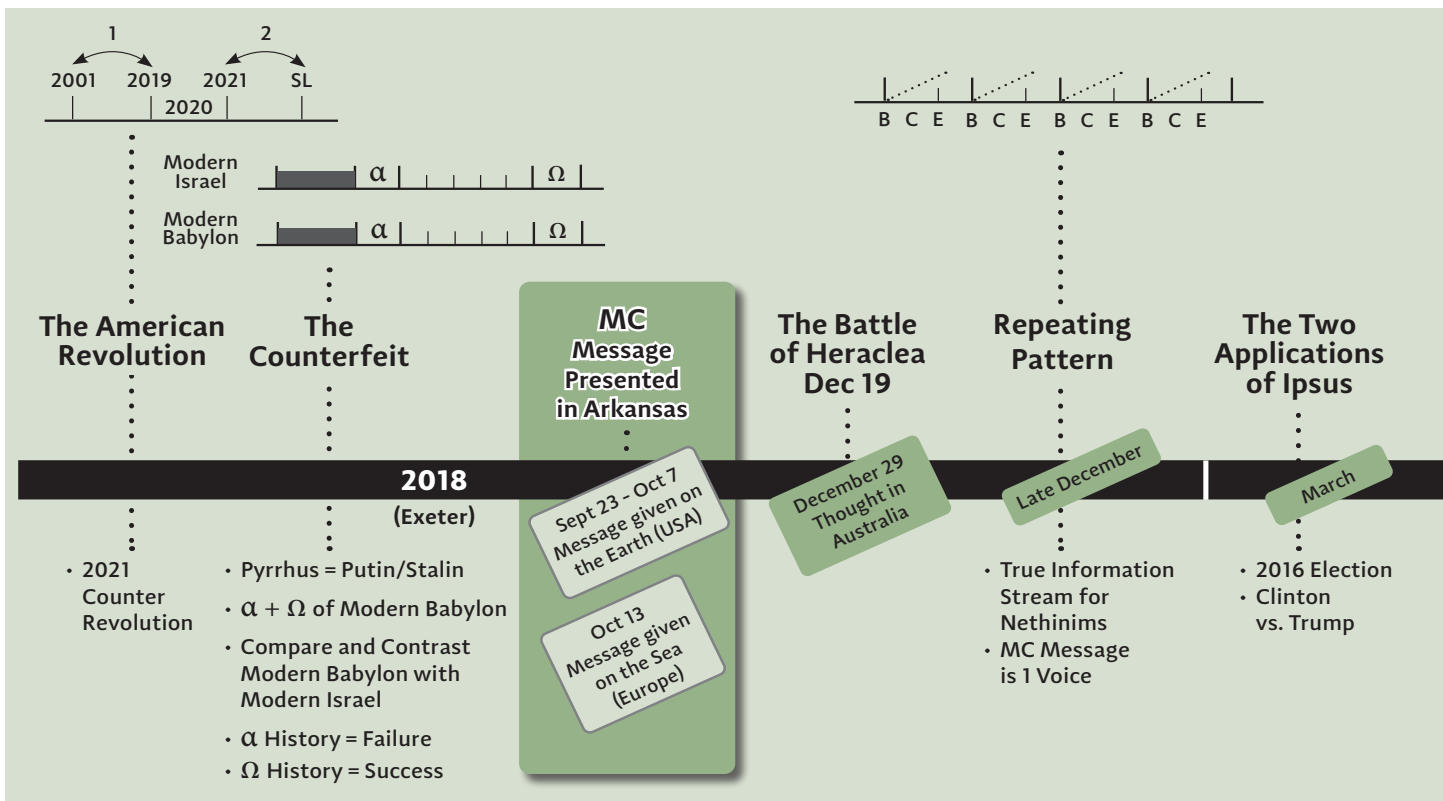 1
2
2001
2019
2021
SL
2020
Modern
Israel
α
Ω
Modern
Babylon
α
Ω
B C E B C E B C E B C E
The American
Revolution
The
Counterfeit
MC
Message
Presented
in Arkansas
The Battle
of Heraclea
Dec 19
Repeating
Pattern
The Two
Applications
of Ipsus
2018
(Exeter)
Sept 23 - Oct 7
Message given on
the Earth (USA)
Oct 13
Message given
on the Sea
(Europe)
December 29
Thought in
Australia
Late December
March
• 2021
Counter
Revolution
• Pyrrhus = Putin/Stalin
• α + Ω of Modern Babylon
• Compare and Contrast
Modern Babylon with
Modern Israel
• α History = Failure
• Ω History = Success
• True Information
Stream for
Nethinims
• MC Message
is 1 Voice
• 2016 Election
• Clinton
vs. Trump